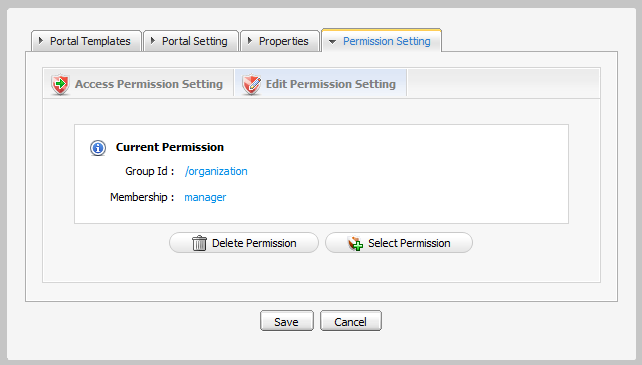 Portal Templates Portal Setting Properties Permission Setting
Access Permission Setting Edit Permission Setting
Current Permission
Group Id : /organization
Membership : manager
Delete Permission Select Permission
Save Cancel